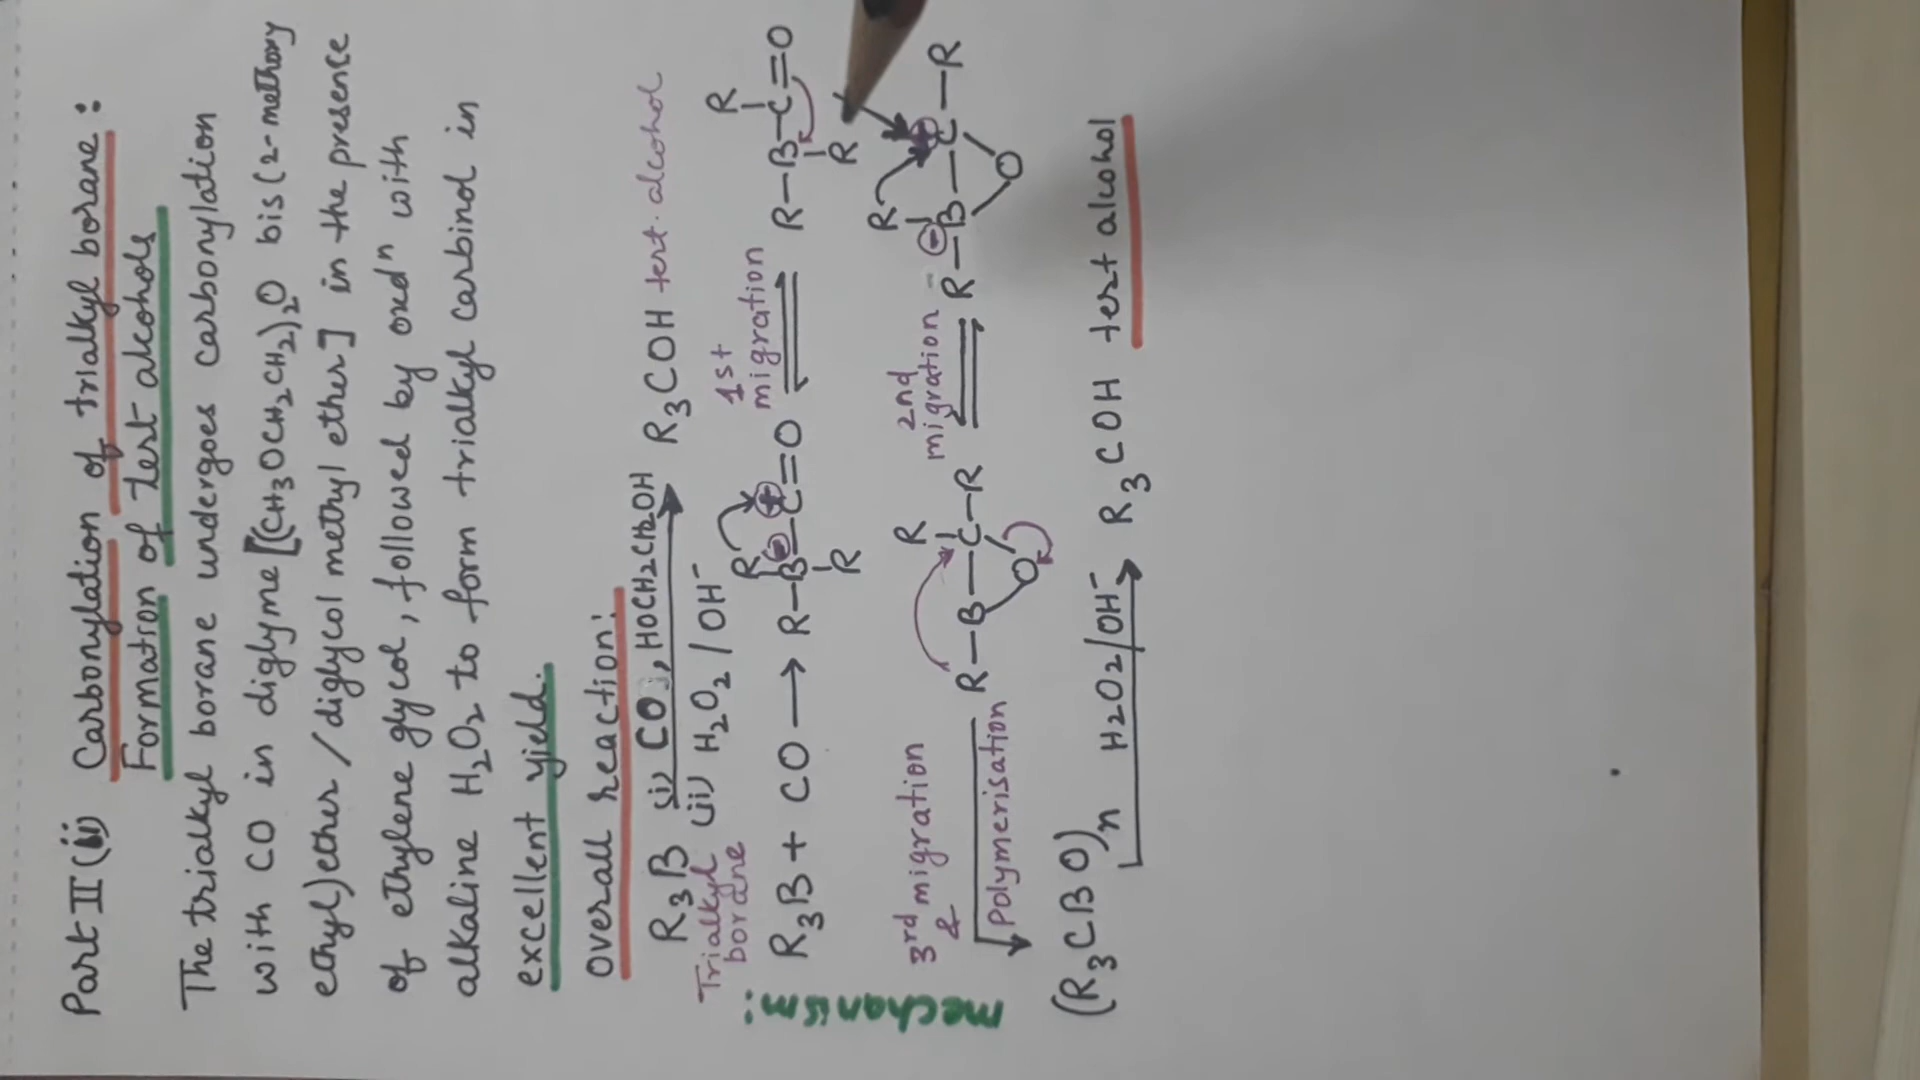 Part II (ii) Carbonylation of trialkyl borane :
Formation of tert alcohols
The trialkyl borane undergoes carbonylation
with CO in diglyme [(CH3OCH2CH2)2O bis(2-methoxy
ethyl)ether / diglycol methyl ether] in the presence
of ethylene glycol, followed by oxdⁿ with
alkaline H2O2 to form trialkyl carbinol in
excellent yield.
overall reaction:
R3B (i) CO, HOCH2CH2OH R3COH tert. alcohol
Trialkyl borane (ii) H2O2 / OH⁻
mechanism:
R3B + CO → R–B–C=O 1st migration R–B–C=O
R ⊖ ⊕ R R R
3rd migration & Polymerisation R–B–C–R 2nd migration R–B–C–R
R O R ⊖ ⊕ O
(R3CBO)n H2O2/OH⁻ R3COH tert alcohol